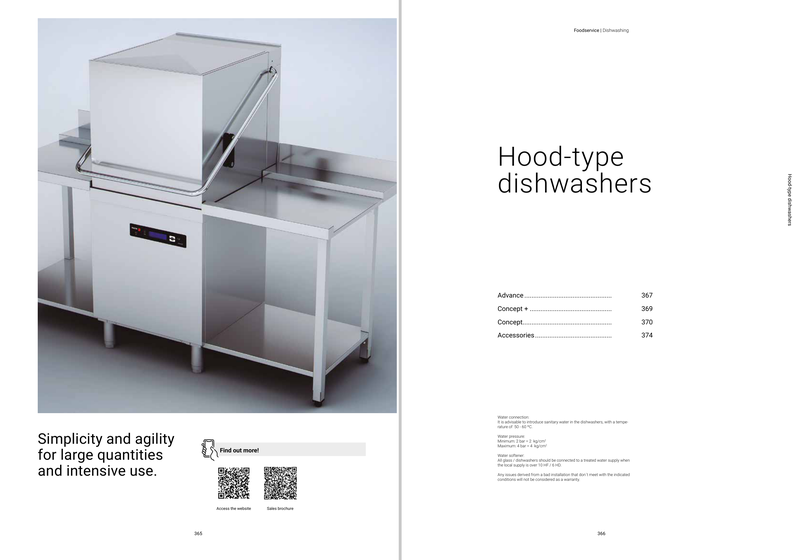 Simplicity and agility
for large quantities
and intensive use.
Find out more!
Access the website
Sales brochure
365
Foodservice | Dishwashing
Hood-type
dishwashers
Hood-type dishwashers
Advance ................................................ 367
Concept + ............................................. 369
Concept................................................. 370
Accessories........................................... 374
Water connection:
It is advisable to introduce sanitary water in the dishwashers, with a temper-
rature of 50 - 60 ºC.
Water pressure:
Minimum: 2 bar = 2 kg/cm²
Maximum: 4 bar = 4 kg/cm²
Water softener:
All glass / dishwashers should be connected to a treated water supply when
the local supply is over 10 HF / 6 HD.
Any issues derived from a bad installation that don´t meet with the indicated
conditions will not be considered as a warranty.
366